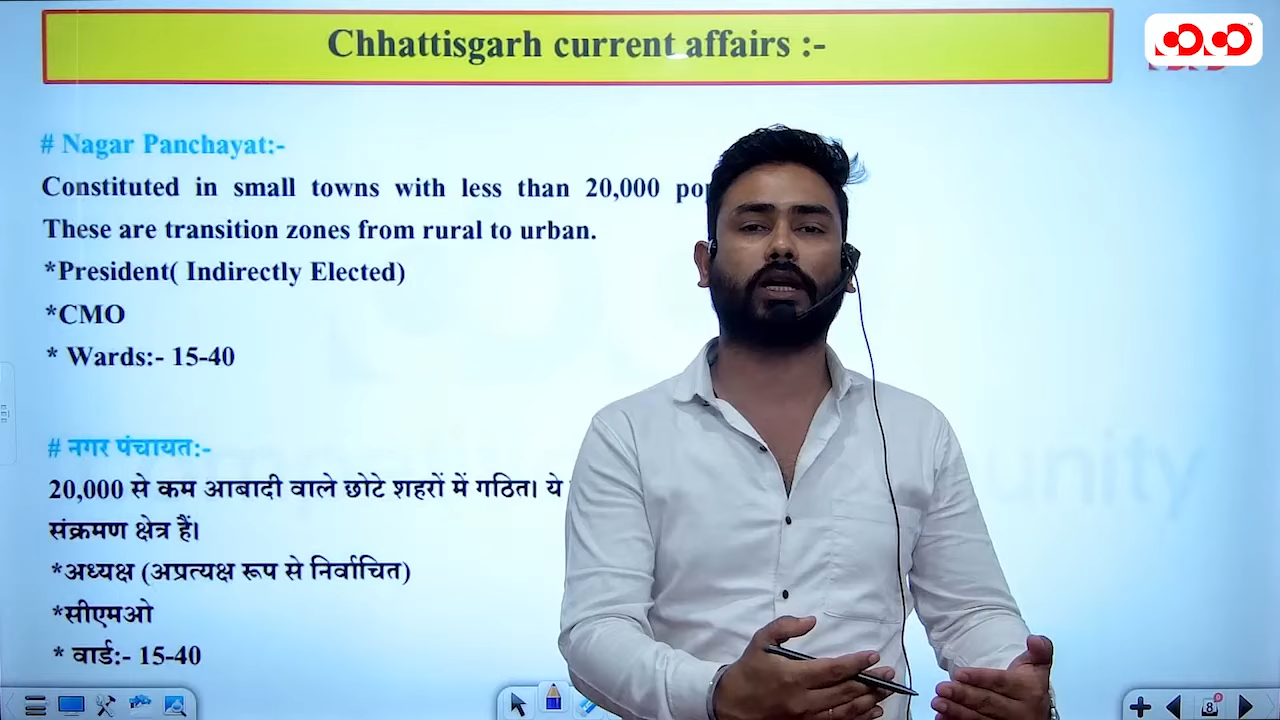 Chhattisgarh current affairs :-
# Nagar Panchayat:-
Constituted in small towns with less than 20,000
These are transition zones from rural to urban.
*President( Indirectly Elected)
*CMO
* Wards:- 15-40
# नगर पंचायत:-
20,000 से कम आबादी वाले छोटे शहरों में गठित। ये
संक्रमण क्षेत्र हैं।
*अध्यक्ष (अप्रत्यक्ष रूप से निर्वाचित)
*सीएमओ
* वार्ड:- 15-40
8